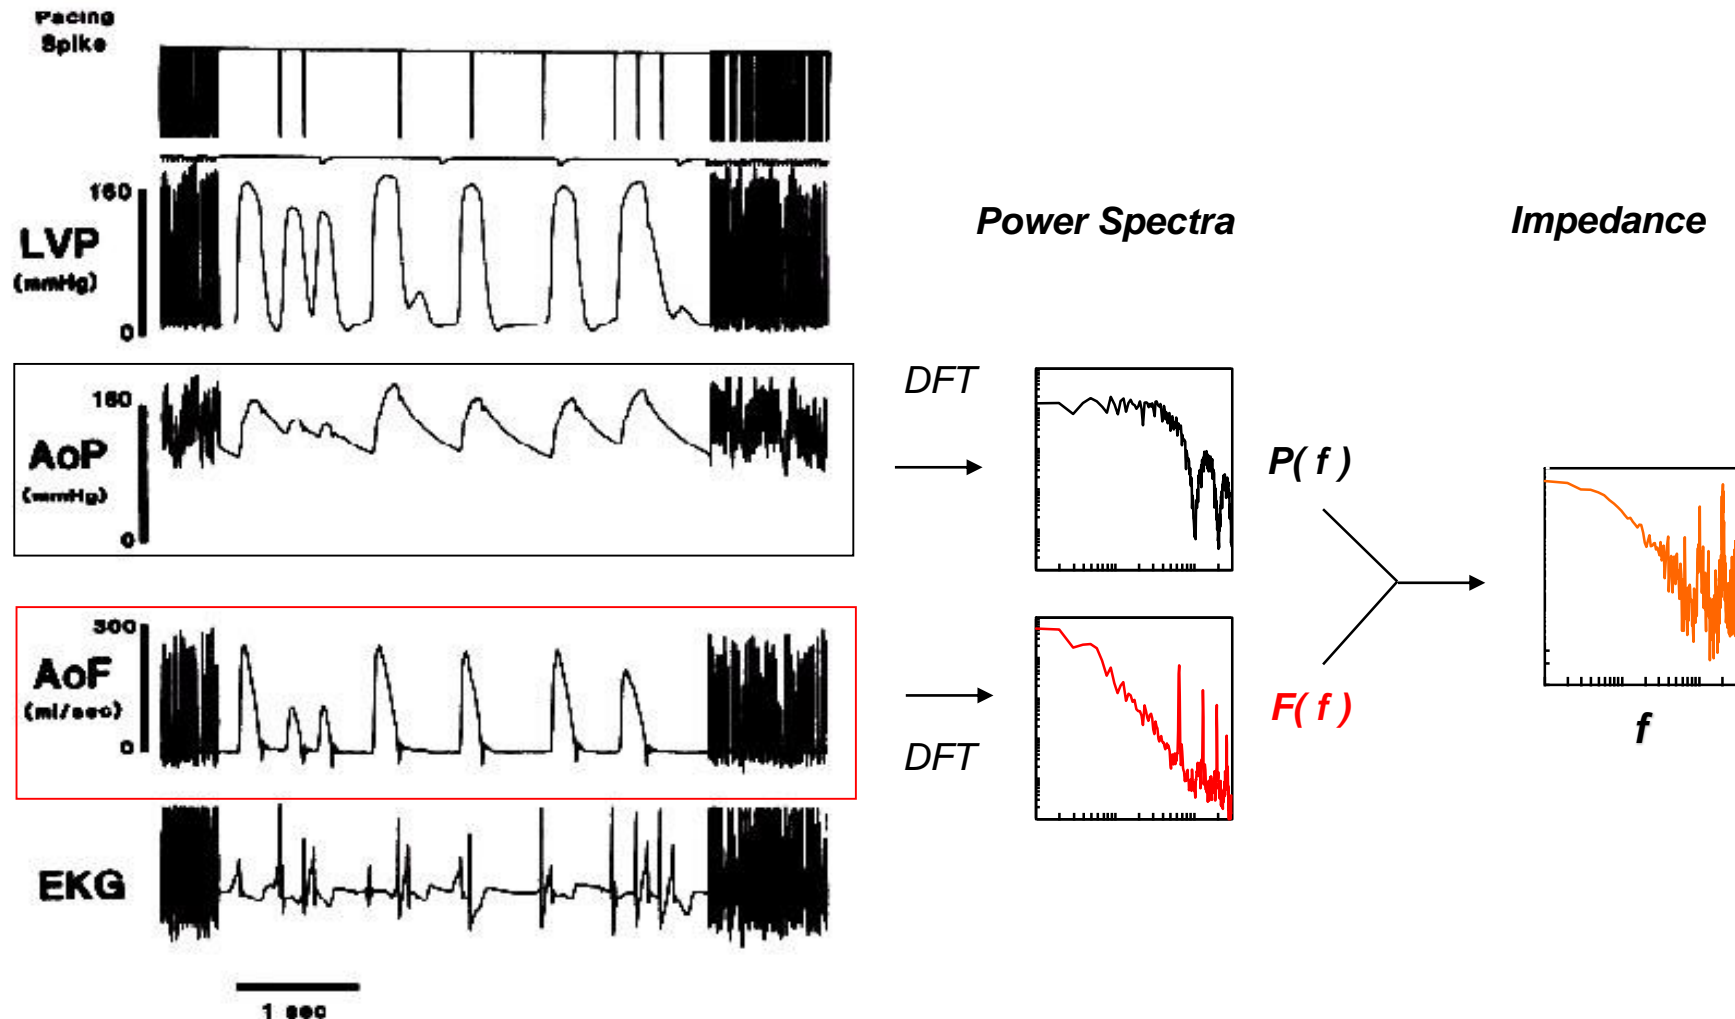 Pacing
Spike
160
LVP
(mmHg)
0
160
AoP
(mmHg)
0
300
AoF
(ml/sec)
0
EKG
1 sec
Power Spectra
Impedance
DFT
P( f )
F( f )
DFT
f